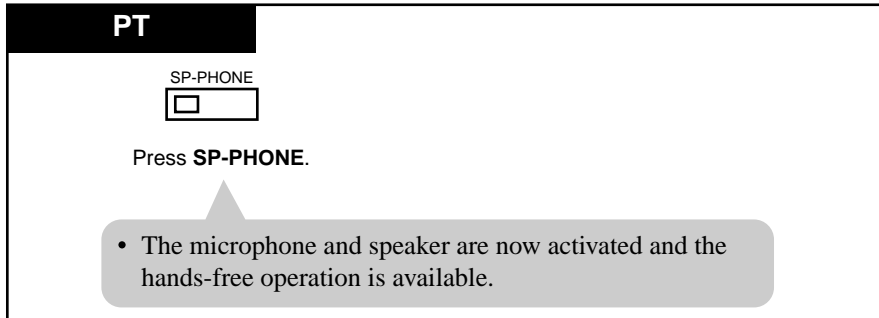 PT
SP-PHONE
Press SP-PHONE.
• The microphone and speaker are now activated and the
hands-free operation is available.